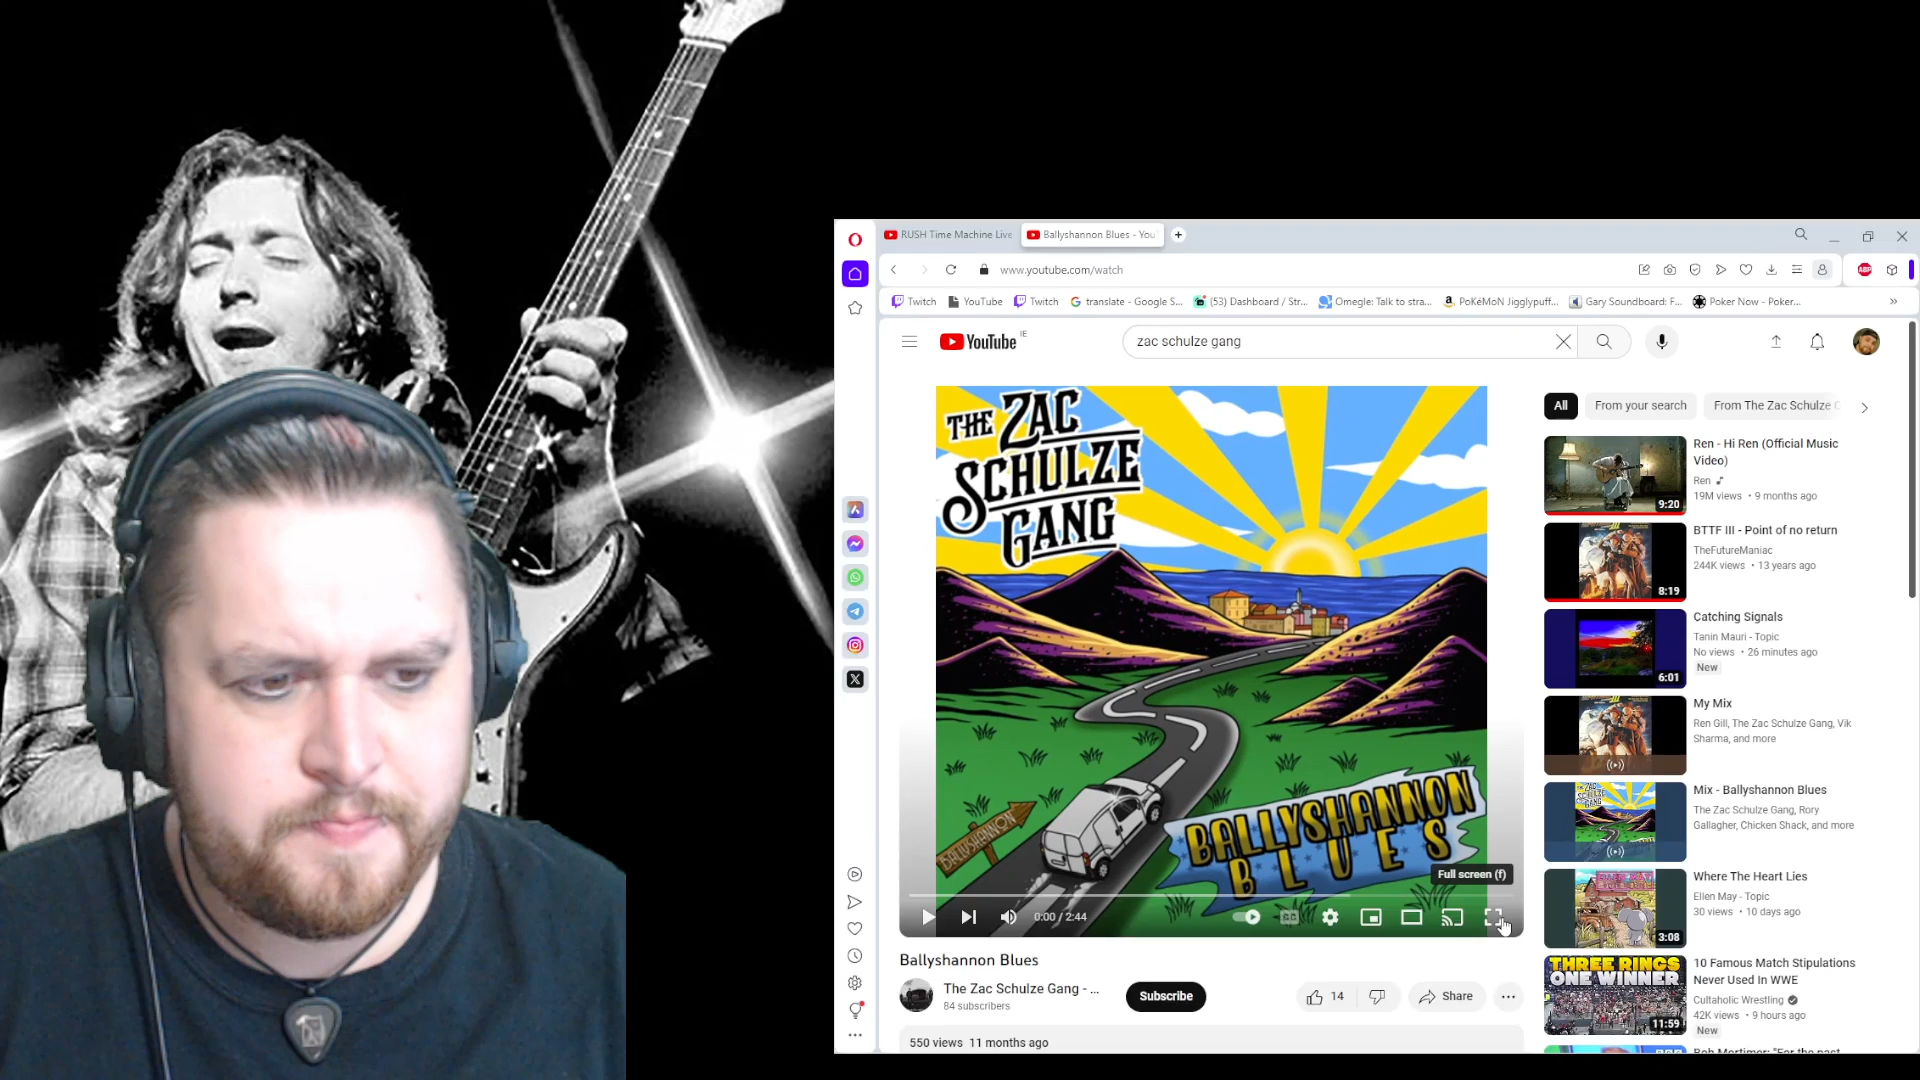 RUSH Time Machine Live
Ballyshannon Blues - You
www.youtube.com/watch
ABP
Twitch
YouTube
Twitch
translate - Google S...
(53) Dashboard / Str...
Omegle: Talk to stra...
PoKéMoN Jigglypuff...
Gary Soundboard: F...
Poker Now - Poker...
YouTube IE
zac schulze gang
THE ZAC
SCHULZE
GANG
BALLYSHANNON
BALLYSHANNON
BLUES
Full screen (f)
0:00 / 2:44
Ballyshannon Blues
The Zac Schulze Gang - ...
84 subscribers
Subscribe
14
Share
550 views 11 months ago
All
From your search
From The Zac Schulze
Ren - Hi Ren (Official Music
Video)
Ren
19M views • 9 months ago
9:20
BTTF III - Point of no return
TheFutureManiac
244K views • 13 years ago
8:19
Catching Signals
Tanin Mauri - Topic
No views • 26 minutes ago
New
6:01
My Mix
Ren Gill, The Zac Schulze Gang, Vik
Sharma, and more
Mix - Ballyshannon Blues
The Zac Schulze Gang, Rory
Gallagher, Chicken Shack, and more
Where The Heart Lies
Ellen May - Topic
30 views • 10 days ago
3:08
THREE RINGS
ONE WINNER
10 Famous Match Stipulations
Never Used In WWE
Cultaholic Wrestling
42K views • 9 hours ago
New
11:59
Bob Mortimer: "For the past